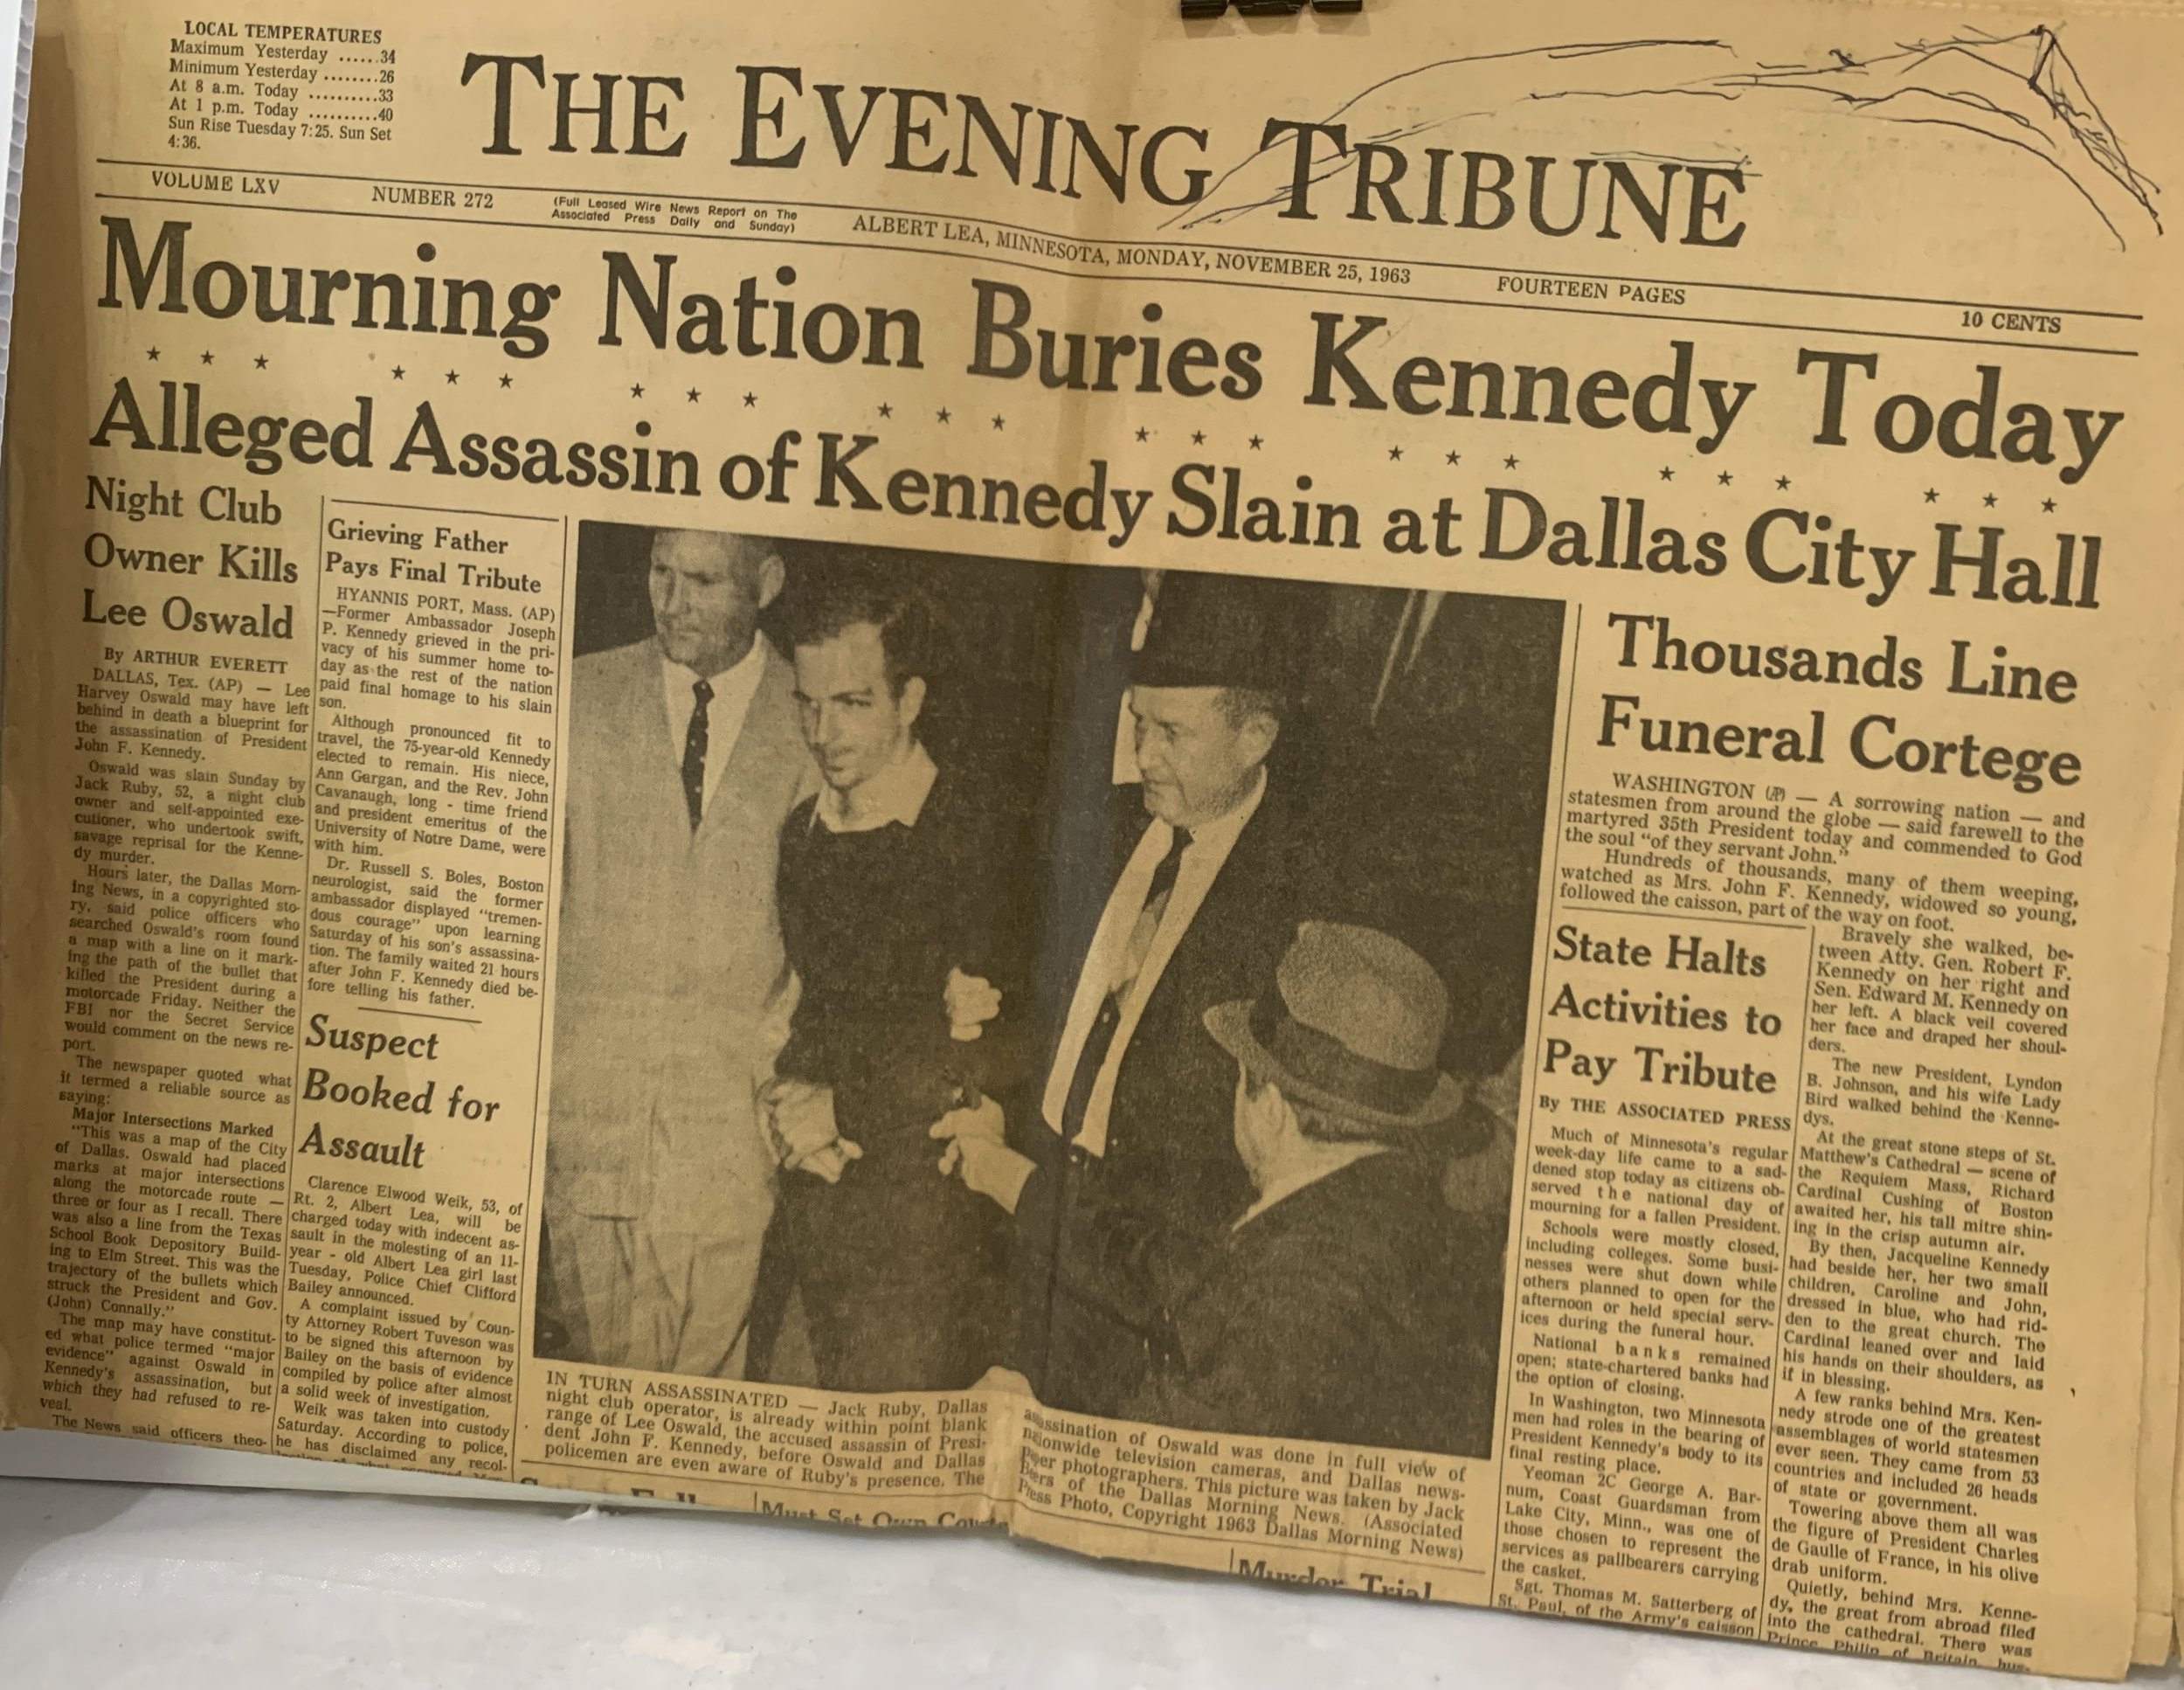 LOCAL TEMPERATURES
Maximum Yesterday ......34
Minimum Yesterday ........26
At 8 a.m. Today ..........33
At 1 p.m. Today ..........40
Sun Rise Tuesday 7:25. Sun Set
4:36.
THE EVENING TRIBUNE
VOLUME LXV
NUMBER 272
(Full Leased Wire News Report on The
Associated Press Daily and Sunday)
ALBERT LEA, MINNESOTA, MONDAY, NOVEMBER 25, 1963
FOURTEEN PAGES
10 CENTS
Mourning Nation Buries Kennedy Today
Alleged Assassin of Kennedy Slain at Dallas City Hall
Night Club
Owner Kills
Lee Oswald
By ARTHUR EVERETT
DALLAS, Tex. (AP) — Lee
Harvey Oswald may have left
behind in death a blueprint for
the assassination of President
John F. Kennedy.
Oswald was slain Sunday by
Jack Ruby, 52, a night club
owner and self-appointed exe-
cutioner, who undertook swift,
savage reprisal for the Kenne-
dy murder.
Hours later, the Dallas Morn-
ing News, in a copyrighted sto-
ry, said police officers who
searched Oswald's room found
a map with a line on it mark-
ing the path of the bullet that
killed the President during a
motorcade Friday. Neither the
FBI nor the Secret Service
would comment on the news re-
port.
The newspaper quoted what
it termed a reliable source as
saying:
Major Intersections Marked
"This was a map of the City
of Dallas. Oswald had placed
marks at major intersections
along the motorcade route —
three or four as I recall. There
was also a line from the Texas
School Book Depository Build-
ing to Elm Street. This was the
trajectory of the bullets which
struck the President and Gov.
(John) Connally."
The map may have constitut-
ed what police termed "major
evidence" against Oswald in
Kennedy's assassination, but
which they had refused to re-
veal.
The News said officers theo-
Grieving Father
Pays Final Tribute
HYANNIS PORT, Mass. (AP)
—Former Ambassador Joseph
P. Kennedy grieved in the pri-
vacy of his summer home to-
day as the rest of the nation
paid final homage to his slain
son.
Although pronounced fit to
travel, the 75-year-old Kennedy
elected to remain. His niece,
Ann Gargan, and the Rev. John
Cavanaugh, long - time friend
and president emeritus of the
University of Notre Dame, were
with him.
Dr. Russell S. Boles, Boston
neurologist, said the former
ambassador displayed "tremen-
dous courage" upon learning
Saturday of his son's assassina-
tion. The family waited 21 hours
after John F. Kennedy died be-
fore telling his father.
Suspect
Booked for
Assault
Clarence Elwood Weik, 53, of
Rt. 2, Albert Lea, will be
charged today with indecent as-
sault in the molesting of an 11-
year - old Albert Lea girl last
Tuesday, Police Chief Clifford
Bailey announced.
A complaint issued by Coun-
ty Attorney Robert Tuveson was
to be signed this afternoon by
Bailey on the basis of evidence
compiled by police after almost
a solid week of investigation.
Weik was taken into custody
Saturday. According to police,
he has disclaimed any recol-
IN TURN ASSASSINATED — Jack Ruby, Dallas
night club operator, is already within point blank
range of Lee Oswald, the accused assassin of Presi-
dent John F. Kennedy, before Oswald and Dallas
policemen are even aware of Ruby's presence. The
assassination of Oswald was done in full view of
nationwide television cameras, and Dallas news-
paper photographers. This picture was taken by Jack
Beers of the Dallas Morning News. (Associated
Press Photo, Copyright 1963 Dallas Morning News)
Must Set Own
Murder Trial
Thousands Line
Funeral Cortege
WASHINGTON (AP) — A sorrowing nation — and
statesmen from around the globe — said farewell to the
martyred 35th President today and commended to God
the soul "of they servant John."
Hundreds of thousands, many of them weeping,
watched as Mrs. John F. Kennedy, widowed so young,
followed the caisson, part of the way on foot.
State Halts
Activities to
Pay Tribute
By THE ASSOCIATED PRESS
Much of Minnesota's regular
week-day life came to a sad-
dened stop today as citizens ob-
served the national day of
mourning for a fallen President.
Schools were mostly closed,
including colleges. Some busi-
nesses were shut down while
others planned to open for the
afternoon or held special serv-
ices during the funeral hour.
National banks remained
open; state-chartered banks had
the option of closing.
In Washington, two Minnesota
men had roles in the bearing of
President Kennedy's body to its
final resting place.
Yeoman 2C George A. Bar-
num, Coast Guardsman from
Lake City, Minn., was one of
those chosen to represent the
services as pallbearers carrying
the casket.
Sgt. Thomas M. Satterberg of
St. Paul, of the Army's caisson
Bravely she walked, be-
tween Atty. Gen. Robert F.
Kennedy on her right and
Sen. Edward M. Kennedy on
her left. A black veil covered
her face and draped her shoul-
ders.
The new President, Lyndon
B. Johnson, and his wife Lady
Bird walked behind the Kenne-
dys.
At the great stone steps of St.
Matthew's Cathedral — scene of
the Requiem Mass, Richard
Cardinal Cushing of Boston
awaited her, his tall mitre shin-
ing in the crisp autumn air.
By then, Jacqueline Kennedy
had beside her, her two small
children, Caroline and John,
dressed in blue, who had rid-
den to the great church. The
Cardinal leaned over and laid
his hands on their shoulders, as
if in blessing.
A few ranks behind Mrs. Ken-
nedy strode one of the greatest
assemblages of world statesmen
ever seen. They came from 53
countries and included 26 heads
of state or government.
Towering above them all was
the figure of President Charles
de Gaulle of France, in his olive
drab uniform.
Quietly, behind Mrs. Kenne-
dy, the great from abroad filed
into the cathedral. There was
Prince Philip of Britain, hus-